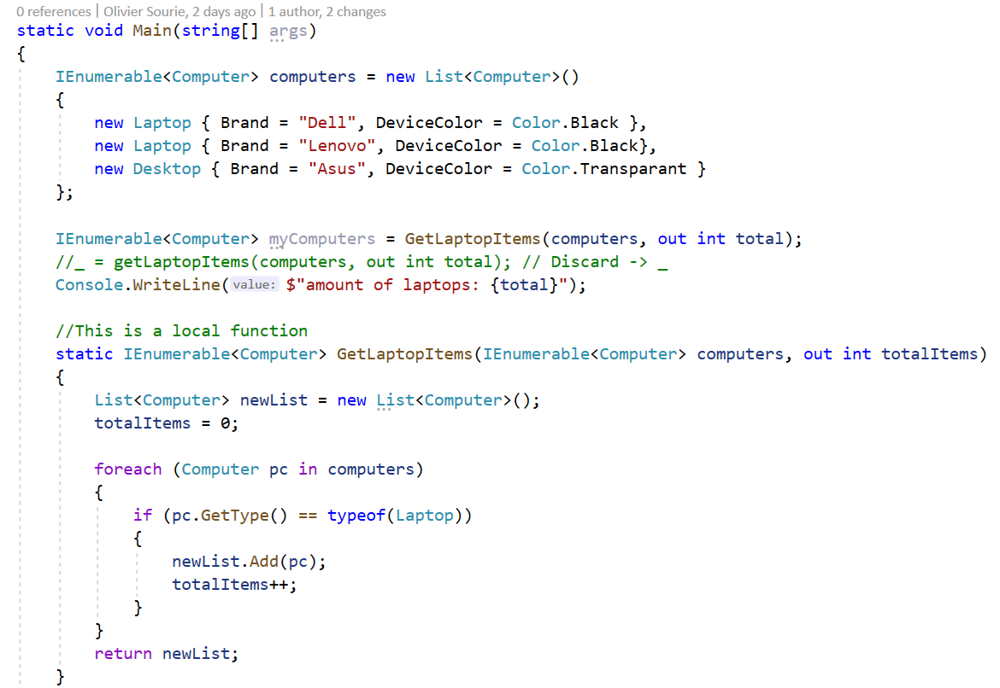 0 references | Olivier Sourie, 2 days ago | 1 author, 2 changes
static void Main(string[] args)
{
    IEnumerable<Computer> computers = new List<Computer>()
    {
        new Laptop { Brand = "Dell", DeviceColor = Color.Black },
        new Laptop { Brand = "Lenovo", DeviceColor = Color.Black},
        new Desktop { Brand = "Asus", DeviceColor = Color.Transparant }
    };

    IEnumerable<Computer> myComputers = GetLaptopItems(computers, out int total);
    //_ = getLaptopItems(computers, out int total); // Discard -> _
    Console.WriteLine(value: $"amount of laptops: {total}");

    //This is a local function
    static IEnumerable<Computer> GetLaptopItems(IEnumerable<Computer> computers, out int totalItems)
    {
        List<Computer> newList = new List<Computer>();
        totalItems = 0;

        foreach (Computer pc in computers)
        {
            if (pc.GetType() == typeof(Laptop))
            {
                newList.Add(pc);
                totalItems++;
            }
        }
        return newList;
    }